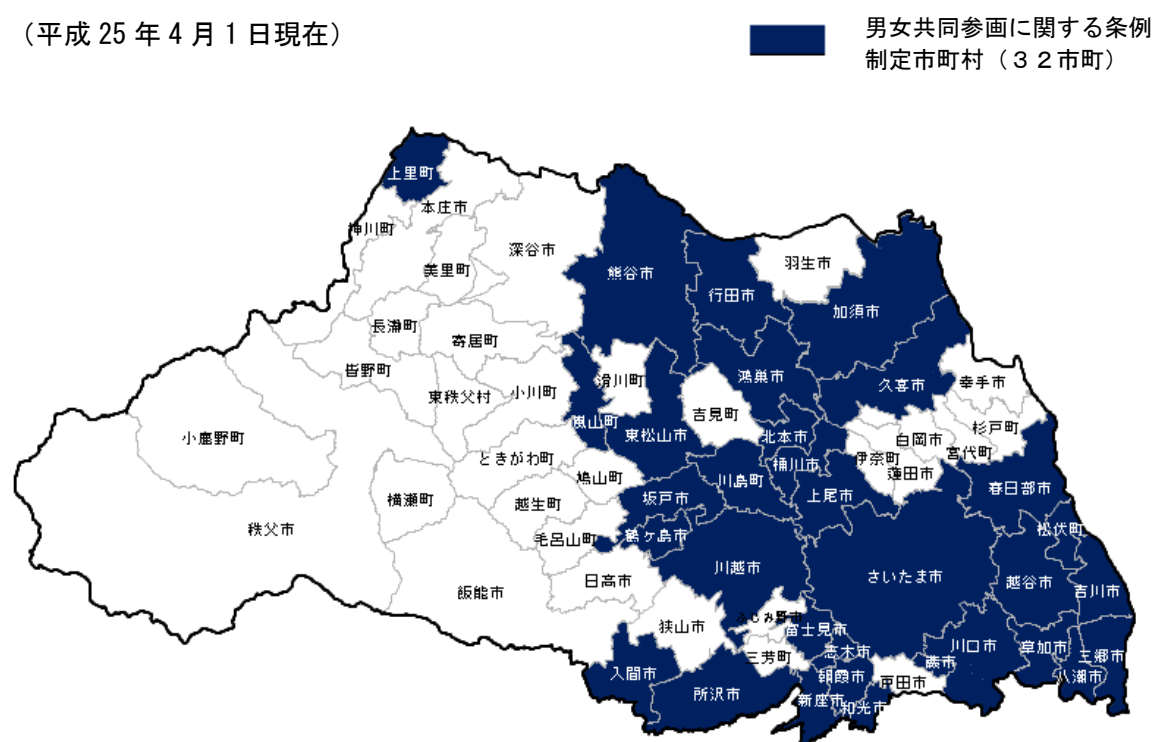 （平成 25 年 4 月 1 日現在）
男女共同参画に関する条例
制定市町村（３２市町）
上里町
本庄市
神川町
深谷市
美里町
熊谷市
羽生市
行田市
加須市
長瀞町
寄居町
皆野町
鴻巣市
久喜市
幸手市
滑川町
東秩父村
小川町
吉見町
嵐山町
東松山市
北本市
杉戸町
小鹿野町
白岡市
宮代町
ときがわ町
桶川市
伊奈町
蓮田市
鳩山町
川島町
春日部市
横瀬町
越生町
坂戸市
上尾市
秩父市
毛呂山町
鶴ヶ島市
松伏町
日高市
川越市
さいたま市
越谷市
吉川市
飯能市
ふじみ野市
狭山市
富士見市
三芳町
志木市
川口市
草加市
三郷市
入間市
朝霞市
戸田市
蕨市
八潮市
所沢市
新座市
和光市